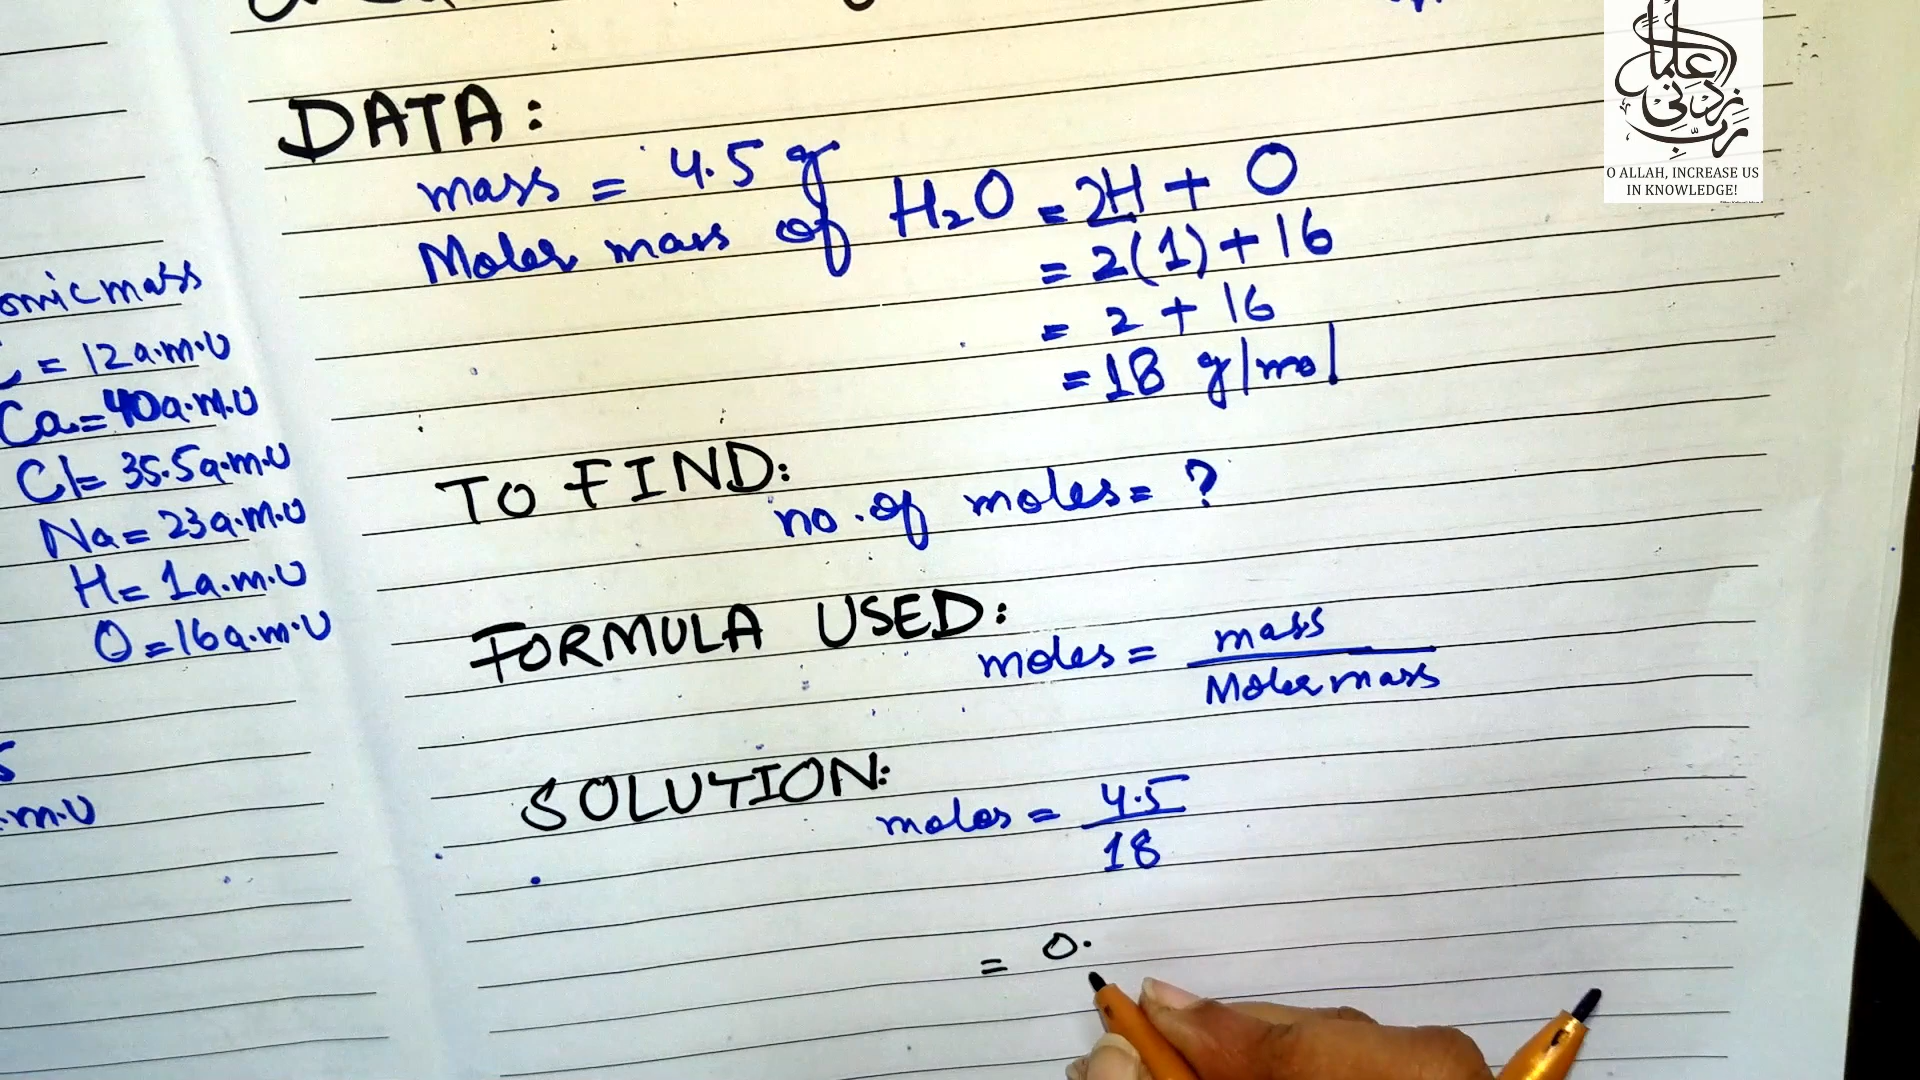 omic mass
= 12 a.m.u
Ca = 40 a.m.u
Cl = 35.5 a.m.u
Na = 23 a.m.u
H = 1 a.m.u
O = 16 a.m.u
.m.u
DATA:
mass = 4.5 g
Molar mass of H₂O = 2H + O
= 2(1) + 16
= 2 + 16
= 18 g/mol
TO FIND:
no. of moles = ?
FORMULA USED:
moles = mass
Molar mass
SOLUTION:
moles = 4.5
18
= 0.
رَبِّ زِدْنِي عِلْمًا
O ALLAH, INCREASE US
IN KNOWLEDGE!